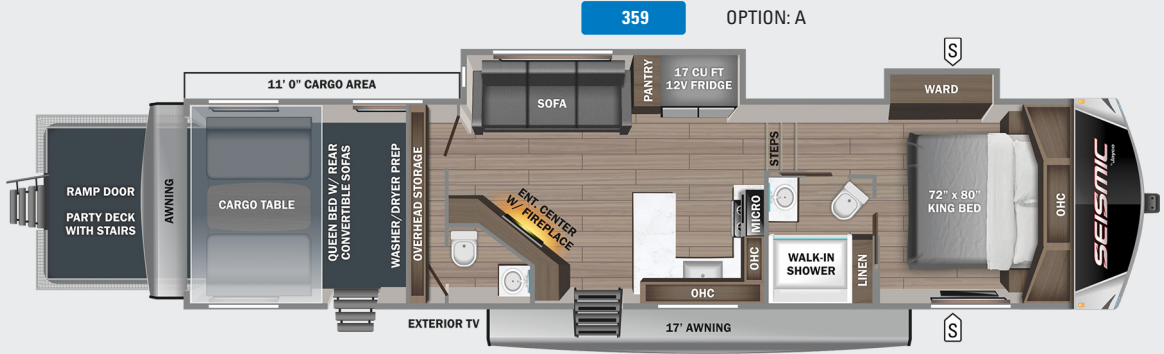 359
OPTION: A
S
11' 0" CARGO AREA
SOFA
PANTRY
17 CU FT
12V FRIDGE
WARD
RAMP DOOR
PARTY DECK
WITH STAIRS
AWNING
CARGO TABLE
QUEEN BED W/ REAR
CONVERTIBLE SOFAS
WASHER/DRYER PREP
OVERHEAD STORAGE
ENT. CENTER
W/ FIREPLACE
STEPS
MICRO
OHC
OHC
WALK-IN
SHOWER
LINEN
72" x 80"
KING BED
OHC
SEISMIC
by Jayco
EXTERIOR TV
17' AWNING
S